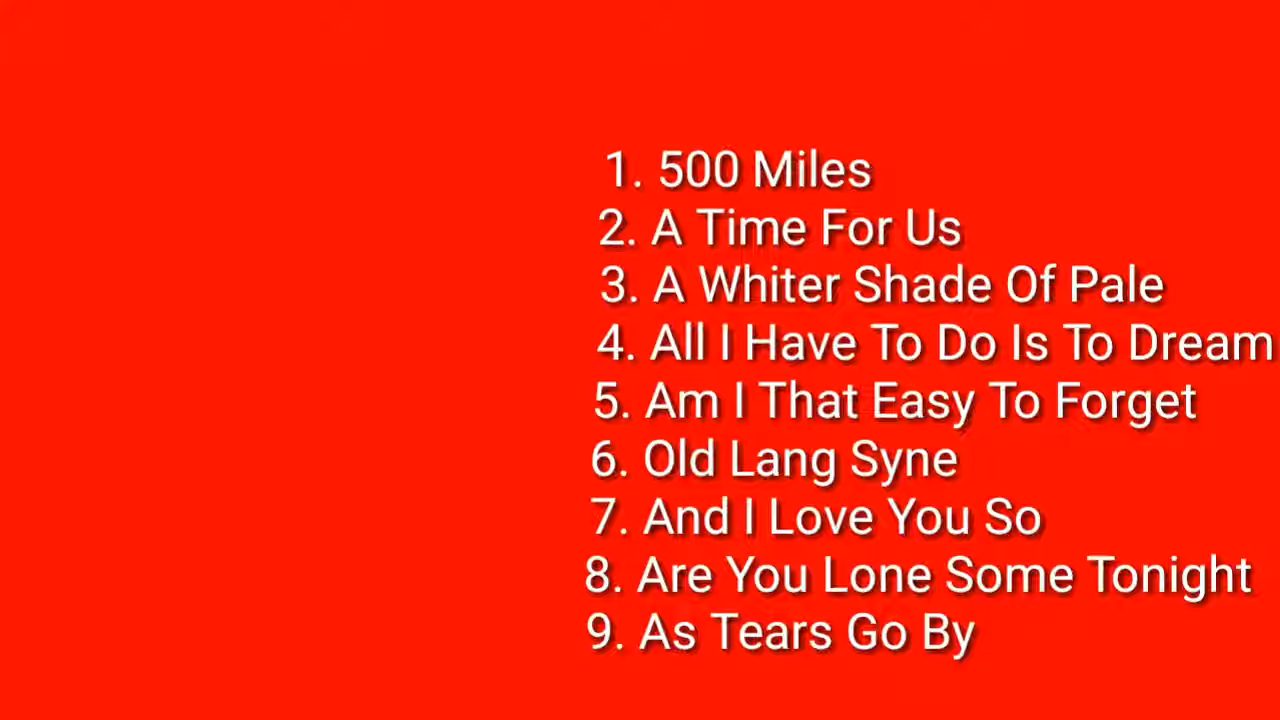 1. 500 Miles
2. A Time For Us
3. A Whiter Shade Of Pale
4. All I Have To Do Is To Dream
5. Am I That Easy To Forget
6. Old Lang Syne
7. And I Love You So
8. Are You Lone Some Tonight
9. As Tears Go By